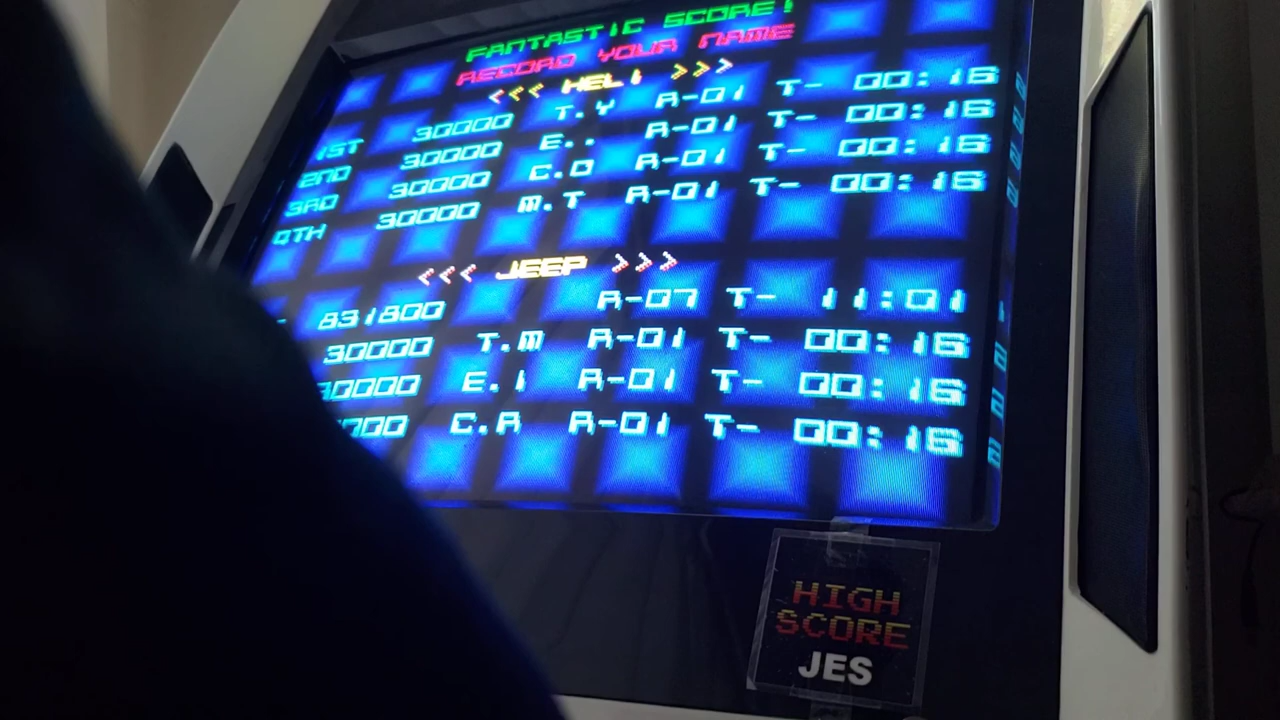 FANTASTIC SCORE!
RECORD YOUR NAME
<<< HELI >>>
1ST 30000 T.Y R-01 T- 00:16
2ND 30000 E.. R-01 T- 00:16
3RD 30000 C.O R-01 T- 00:16
4TH 30000 M.T R-01 T- 00:16
<<< JEEP >>>
831800 R-07 T- 11:01
30000 T.M R-01 T- 00:16
30000 E.I R-01 T- 00:16
C.A R-01 T- 00:16
HIGH
SCORE
JES